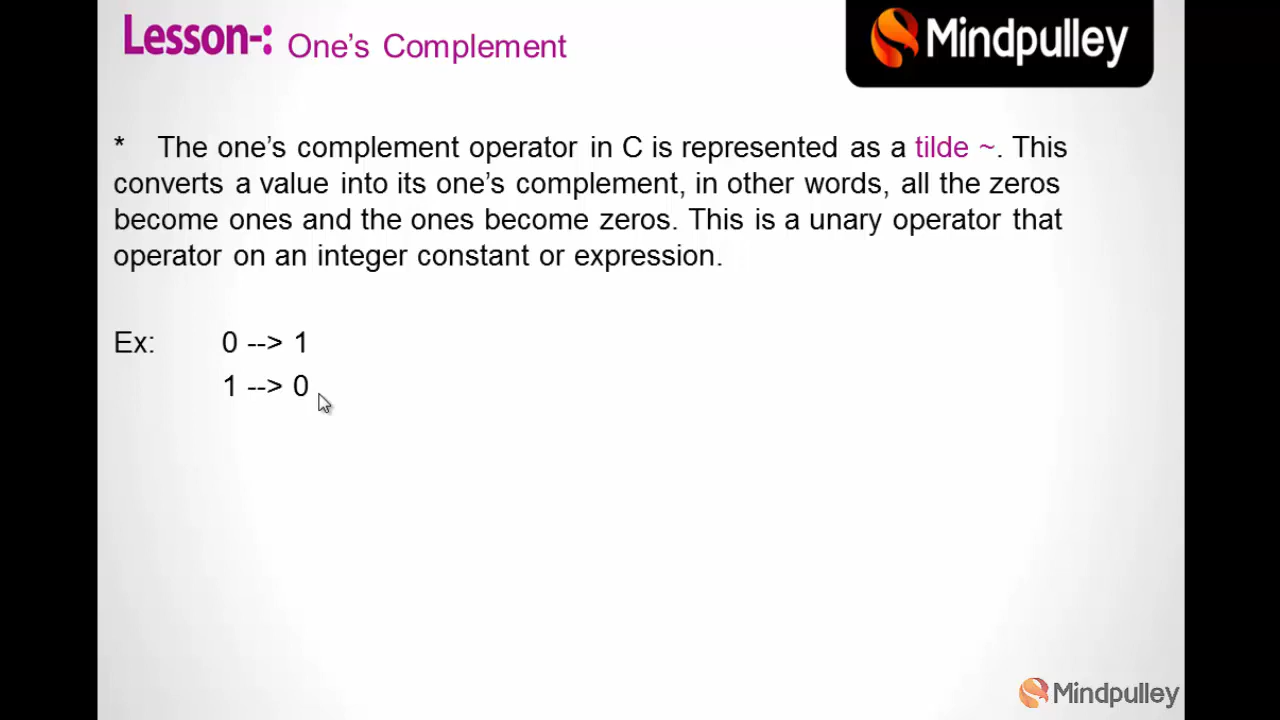 Lesson-: One’s Complement
Mindpulley
* The one’s complement operator in C is represented as a tilde ~. This
converts a value into its one’s complement, in other words, all the zeros
become ones and the ones become zeros. This is a unary operator that
operator on an integer constant or expression.
Ex: 0 --> 1
1 --> 0
Mindpulley